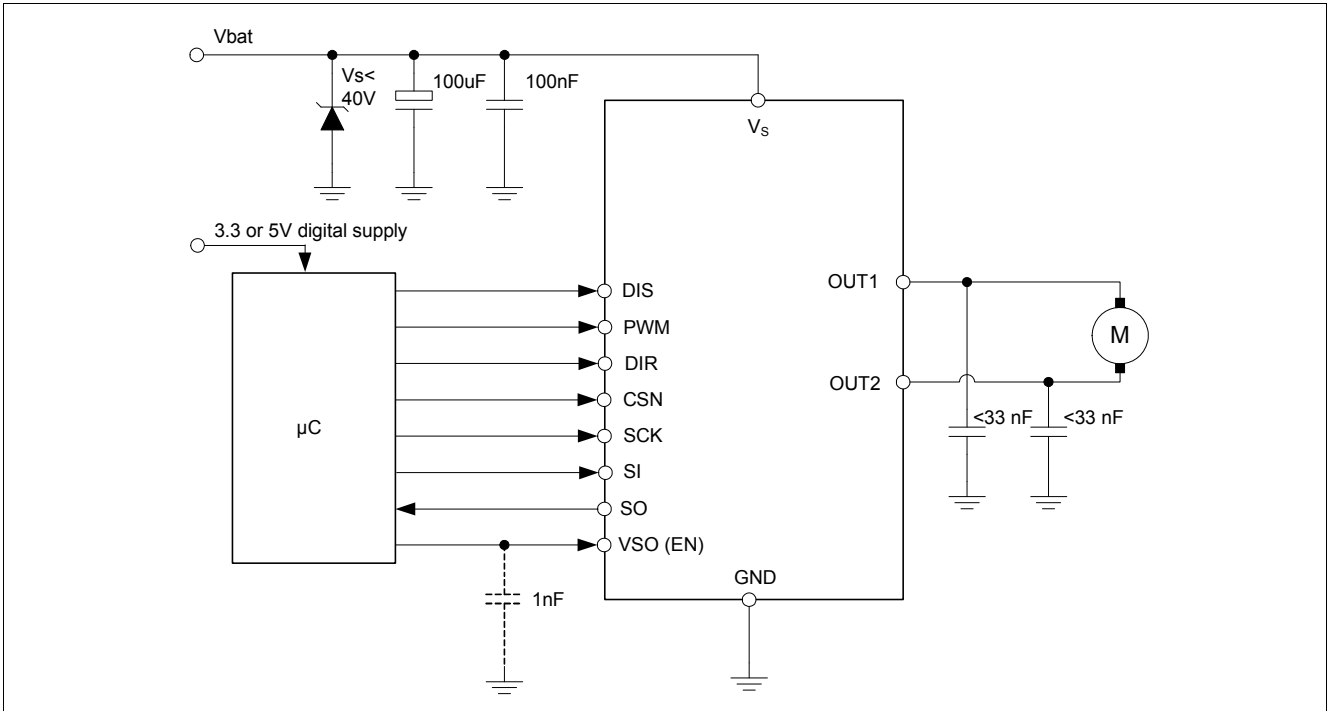 Vbat
Vs<
40V
100uF
100nF
VS
3.3 or 5V digital supply
µC
DIS
PWM
DIR
CSN
SCK
SI
SO
VSO (EN)
1nF
GND
OUT1
OUT2
M
<33 nF
<33 nF